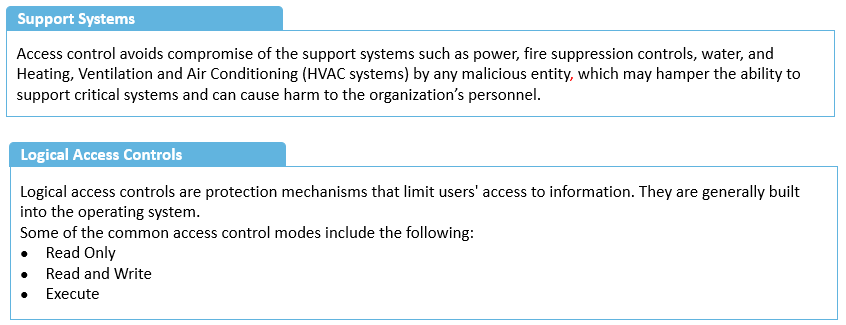 Support Systems
Access control avoids compromise of the support systems such as power, fire suppression controls, water, and
Heating, Ventilation and Air Conditioning (HVAC systems) by any malicious entity, which may hamper the ability to
support critical systems and can cause harm to the organization’s personnel.
Logical Access Controls
Logical access controls are protection mechanisms that limit users' access to information. They are generally built
into the operating system.
Some of the common access control modes include the following:
● Read Only
● Read and Write
● Execute